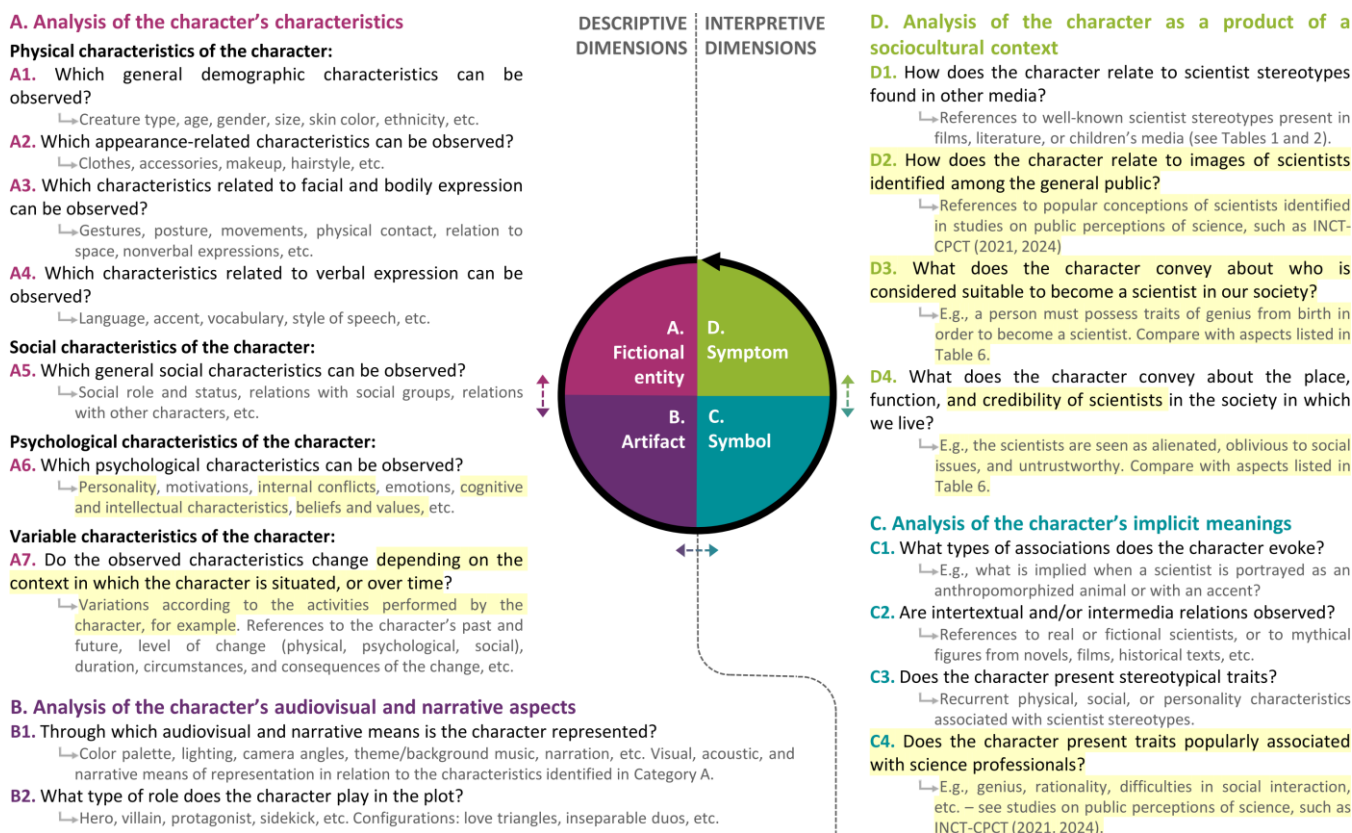 A. Analysis of the character's characteristics
Physical characteristics of the character:
A1. Which general demographic characteristics can be
observed?
Creature type, age, gender, size, skin color, ethnicity, etc.
A2. Which appearance-related characteristics can be observed?
Clothes, accessories, makeup, hairstyle, etc.
A3. Which characteristics related to facial and bodily expression
can be observed?
Gestures, posture, movements, physical contact, relation to
space, nonverbal expressions, etc.
A4. Which characteristics related to verbal expression can be
observed?
Language, accent, vocabulary, style of speech, etc.
Social characteristics of the character:
A5. Which general social characteristics can be observed?
Social role and status, relations with social groups, relations
with other characters, etc.
Psychological characteristics of the character:
A6. Which psychological characteristics can be observed?
Personality, motivations, internal conflicts, emotions, cognitive
and intellectual characteristics, beliefs and values, etc.
Variable characteristics of the character:
A7. Do the observed characteristics change depending on the
context in which the character is situated, or over time?
Variations according to the activities performed by the
character, for example. References to the character's past and
future, level of change (physical, psychological, social),
duration, circumstances, and consequences of the change, etc.
B. Analysis of the character's audiovisual and narrative aspects
B1. Through which audiovisual and narrative means is the character represented?
Color palette, lighting, camera angles, theme/background music, narration, etc. Visual, acoustic, and
narrative means of representation in relation to the characteristics identified in Category A.
B2. What type of role does the character play in the plot?
Hero, villain, protagonist, sidekick, etc. Configurations: love triangles, inseparable duos, etc.
DESCRIPTIVE
DIMENSIONS
INTERPRETIVE
DIMENSIONS
A.
Fictional
entity
D.
Symptom
B.
Artifact
C.
Symbol
D. Analysis of the character as a product of a
sociocultural context
D1. How does the character relate to scientist stereotypes
found in other media?
References to well-known scientist stereotypes present in
films, literature, or children's media (see Tables 1 and 2).
D2. How does the character relate to images of scientists
identified among the general public?
References to popular conceptions of scientists identified
in studies on public perceptions of science, such as INCT-
CPCT (2021, 2024)
D3. What does the character convey about who is
considered suitable to become a scientist in our society?
E.g., a person must possess traits of genius from birth in
order to become a scientist. Compare with aspects listed in
Table 6.
D4. What does the character convey about the place,
function, and credibility of scientists in the society in which
we live?
E.g., the scientists are seen as alienated, oblivious to social
issues, and untrustworthy. Compare with aspects listed in
Table 6.
C. Analysis of the character's implicit meanings
C1. What types of associations does the character evoke?
E.g., what is implied when a scientist is portrayed as an
anthropomorphized animal or with an accent?
C2. Are intertextual and/or intermedia relations observed?
References to real or fictional scientists, or to mythical
figures from novels, films, historical texts, etc.
C3. Does the character present stereotypical traits?
Recurrent physical, social, or personality characteristics
associated with scientist stereotypes.
C4. Does the character present traits popularly associated
with science professionals?
E.g., genius, rationality, difficulties in social interaction,
etc. – see studies on public perceptions of science, such as
INCT-CPCT (2021, 2024).